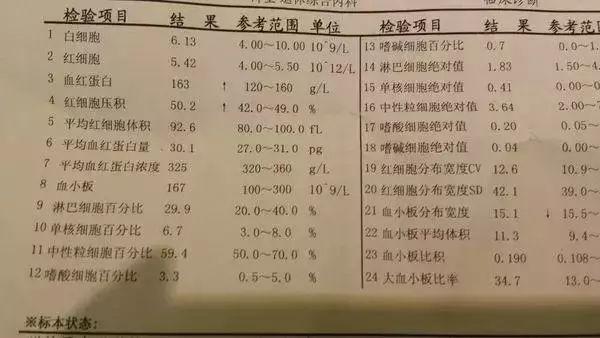 检验项目 结 果 参考范围 单位
1 白细胞 6.13 4.00~10.00 10^9/L
2 红细胞 5.42 4.00~5.50 10^12/L
3 血红蛋白 163 ↑ 120~160 g/L
4 红细胞压积 50.2 ↑ 42.0~49.0 %
5 平均红细胞体积 92.6 80.0~100.0 fL
6 平均血红蛋白量 30.1 27.0~31.0 pg
7 平均血红蛋白浓度 325 320~360 g/L
8 血小板 167 100~300 10^9/L
9 淋巴细胞百分比 29.9 20.0~40.0 %
10 单核细胞百分比 6.7 3.0~8.0 %
11 中性粒细胞百分比 59.4 50.0~70.0 %
12 嗜酸细胞百分比 3.3 0.5~5.0 %
※标本状态:
临床诊断
检验项目 结 果 参考
13 嗜碱细胞百分比 0.7 0.0~1.
14 淋巴细胞绝对值 1.83 1.50~4.
15 单核细胞绝对值 0.41 0.00~0
16 中性粒细胞绝对值 3.64 2.00~7
17 嗜酸细胞绝对值 0.20 0.05~
18 嗜碱细胞绝对值 0.04 0.00~
19 红细胞分布宽度CV 12.6 10.9~
20 红细胞分布宽度SD 42.1 39.0~
21 血小板分布宽度 15.1 ↓ 15.5~
22 血小板平均体积 11.3 9.4~
23 血小板比积 0.190 0.108~
24 大血小板比率 34.7 13.0~